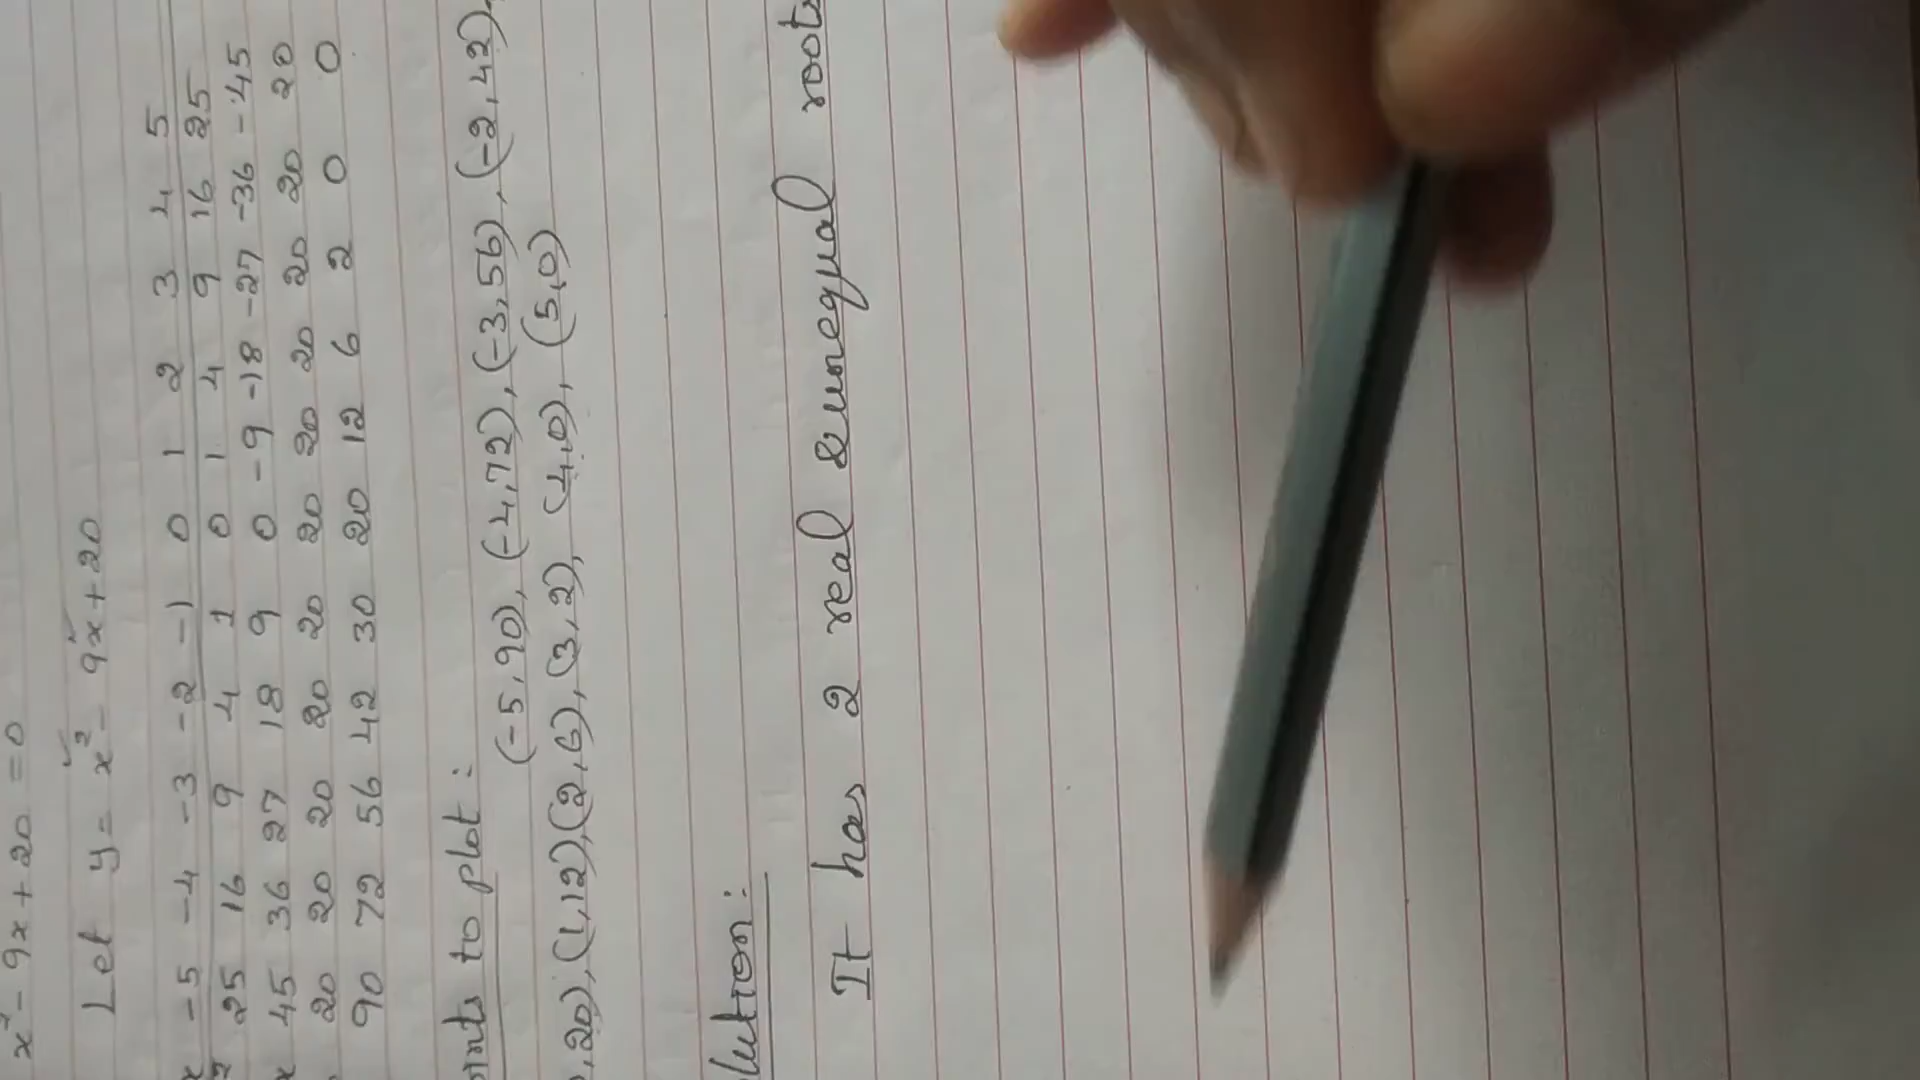 x² - 9x + 20 = 0
Let y = x² - 9x + 20
x -5 -4 -3 -2 -1 0 1 2 3 4 5
25 16 9 4 1 0 1 4 9 16 25
x 45 36 27 18 9 0 -9 -18 -27 -36 -45
20 20 20 20 20 20 20 20 20 20 20
90 72 56 42 30 20 12 6 2 0 0
to plot:
(-5,90), (-4,72), (-3,56), (-2,42)
,20), (1,12), (2,6), (3,2), (4,0), (5,0)
lution:
It has 2 real & unequal roots